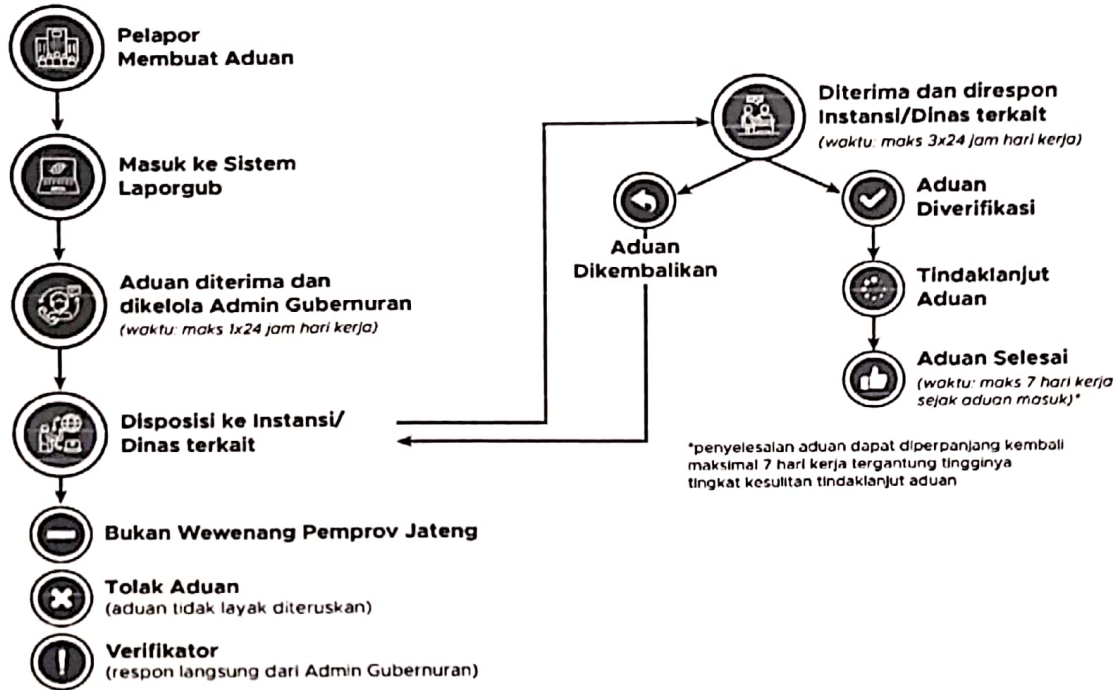 Pelapor
Membuat Aduan
Masuk ke Sistem
Laporgub
Aduan diterima dan
dikelola Admin Gubernuran
(waktu: maks 1x24 jam hari kerja)
Disposisi ke Instansi/
Dinas terkait
Bukan Wewenang Pemprov Jateng
Tolak Aduan
(aduan tidak layak diteruskan)
Verifikator
(respon langsung dari Admin Gubernuran)
Diterima dan direspon
Instansi/Dinas terkait
(waktu: maks 3x24 jam hari kerja)
Aduan
Dikembalikan
Aduan
Diverifikasi
Tindaklanjut
Aduan
Aduan Selesai
(waktu: maks 7 hari kerja
sejak aduan masuk)*
*penyelesaian aduan dapat diperpanjang kembali
maksimal 7 hari kerja tergantung tingginya
tingkat kesulitan tindaklanjut aduan